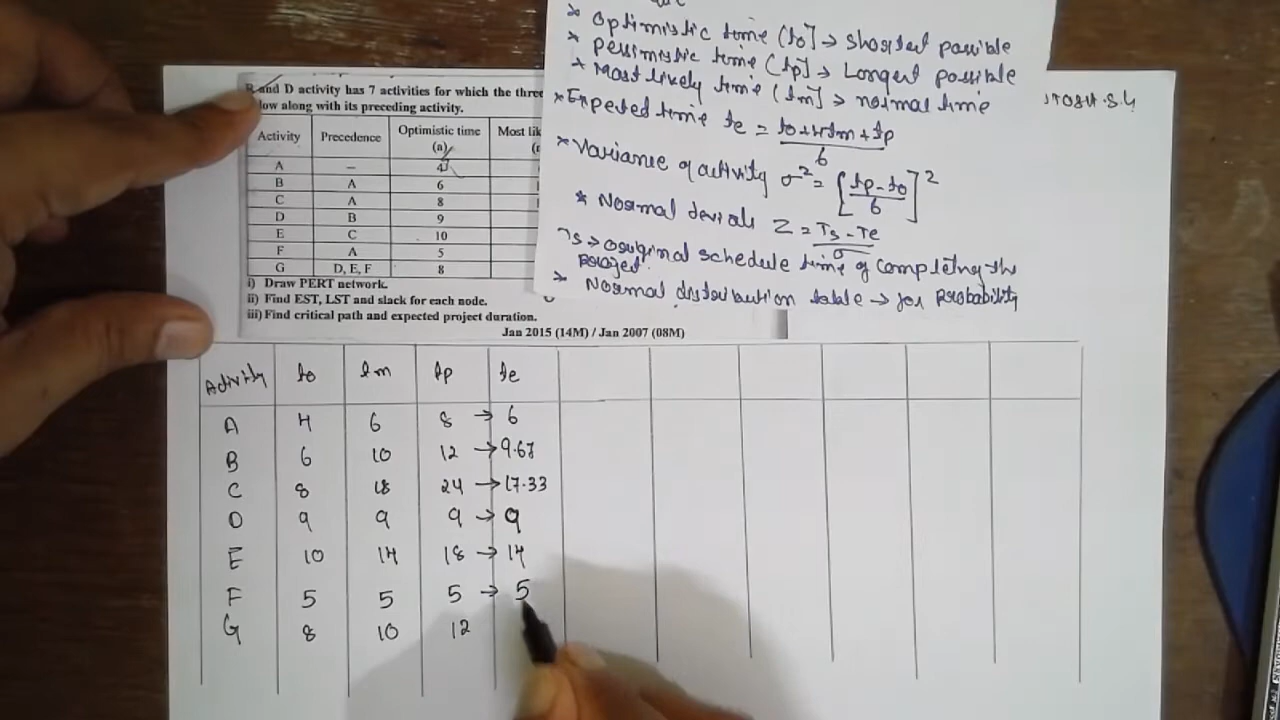 * Optimistic time (to) → Shortest possible
* Pessimistic time (tp) → Longest possible
* Most likely time (tm) → normal time
* Expected time te = to+4tm+tp / 6
* Variance of activity σ² = [tp-to / 6]²
* Normal deviate Z = Ts-Te / σ
Ts → original schedule time of completing the
project.
* Normal distribution table → for probability
R and D activity has 7 activities for which the three
low along with its preceding activity.
Activity Precedence Optimistic time (a) Most lik
A – 4
B A 6
C A 8
D B 9
E C 10
F A 5
G D, E, F 8
i) Draw PERT network.
ii) Find EST, LST and slack for each node.
iii) Find critical path and expected project duration.
Jan 2015 (14M) / Jan 2007 (08M)
Activity to tm tp te
A 4 6 8 → 6
B 6 10 12 → 9.67
C 8 18 24 → 17.33
D 9 9 9 → 9
E 10 14 18 → 14
F 5 5 5 → 5
G 8 10 12